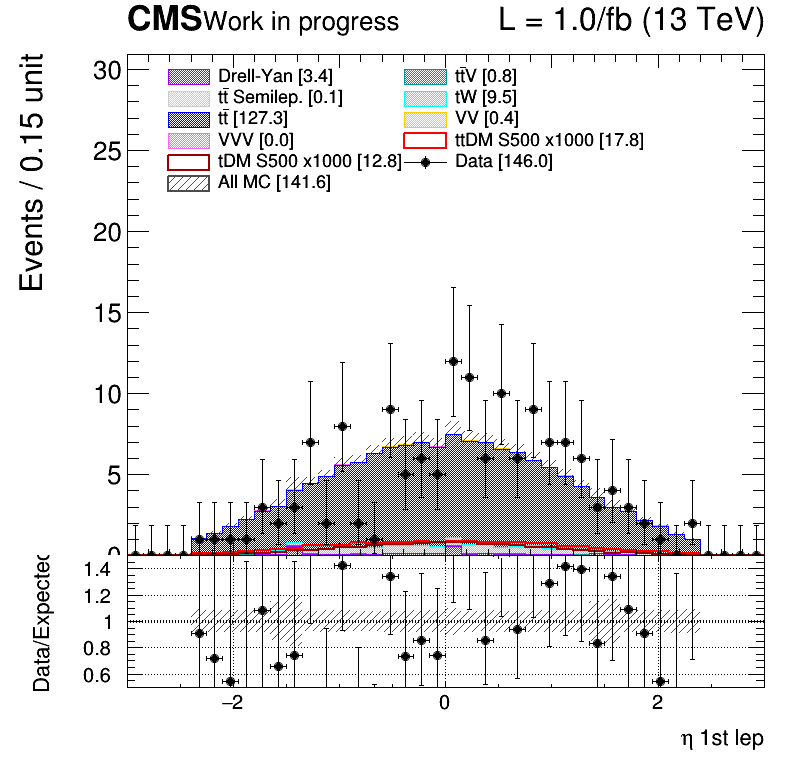 CMS Work in progress L = 1.0/fb (13 TeV)
Events / 0.15 unit
30
25
20
15
10
5
0
Drell-Yan [3.4] tt̄V [0.8]
tt̄ Semilep. [0.1] tW [9.5]
tt̄ [127.3] VV [0.4]
VVV [0.0] ttDM S500 x1000 [17.8]
tDM S500 x1000 [12.8] Data [146.0]
All MC [141.6]
Data/Expected
1.4
1.2
1
0.8
0.6
−2 0 2
η 1st lep